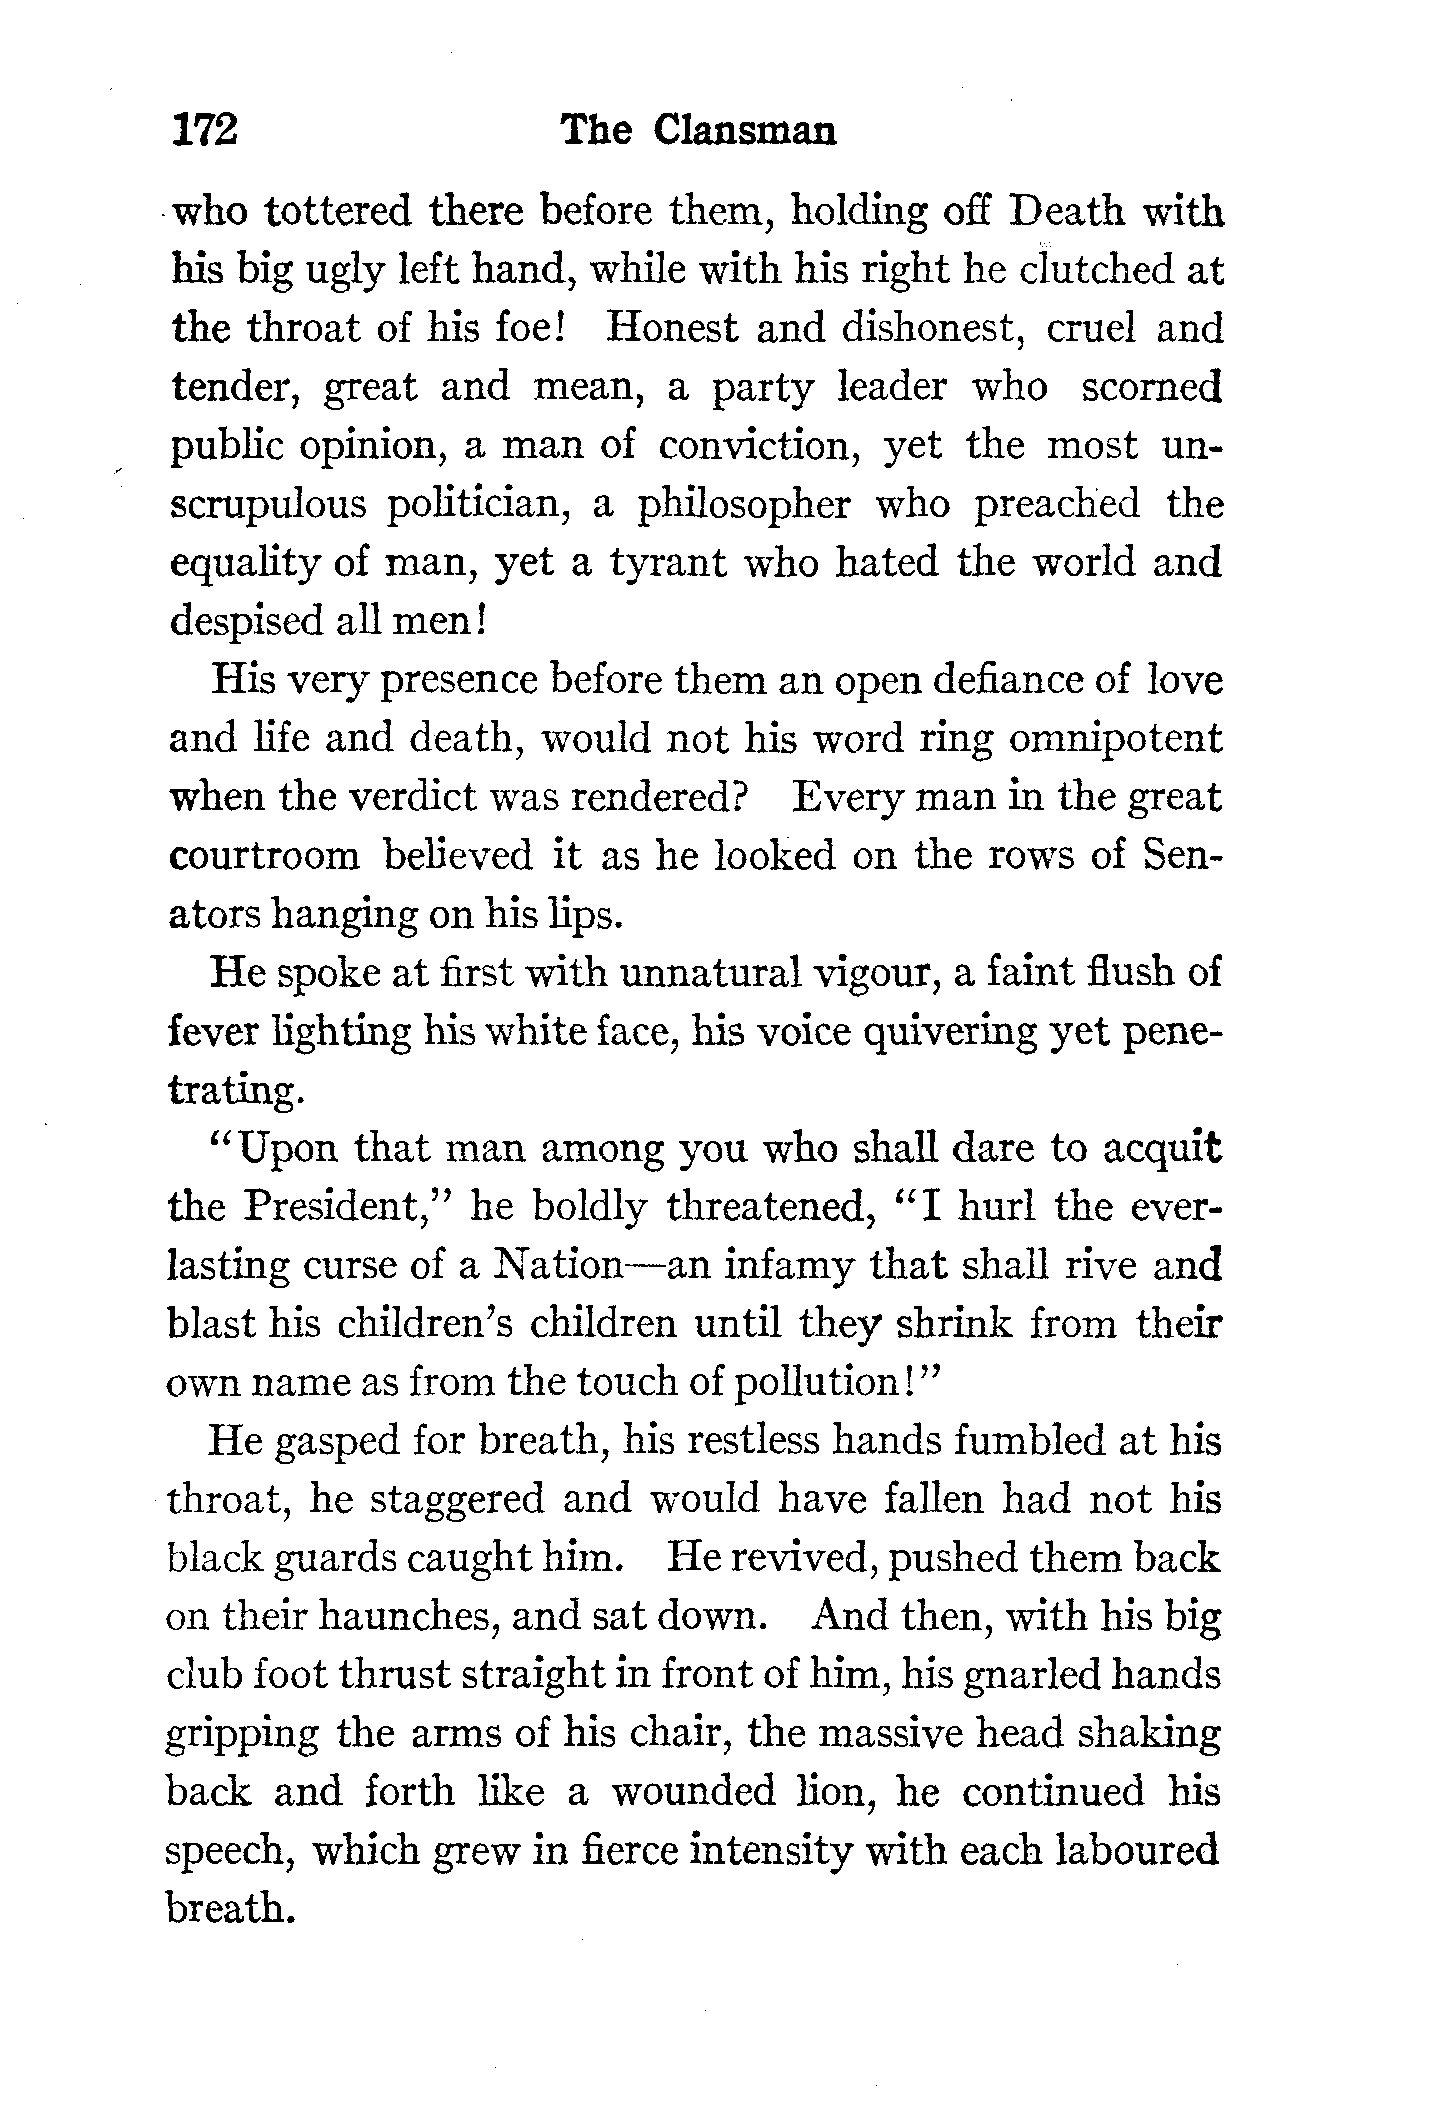 172 The Clansman
who tottered there before them, holding off Death with
his big ugly left hand, while with his right he clutched at
the throat of his foe! Honest and dishonest, cruel and
tender, great and mean, a party leader who scorned
public opinion, a man of conviction, yet the most un-
scrupulous politician, a philosopher who preached the
equality of man, yet a tyrant who hated the world and
despised all men!
His very presence before them an open defiance of love
and life and death, would not his word ring omnipotent
when the verdict was rendered? Every man in the great
courtroom believed it as he looked on the rows of Sen-
ators hanging on his lips.
He spoke at first with unnatural vigour, a faint flush of
fever lighting his white face, his voice quivering yet pene-
trating.
“Upon that man among you who shall dare to acquit
the President,” he boldly threatened, “I hurl the ever-
lasting curse of a Nation—an infamy that shall rive and
blast his children’s children until they shrink from their
own name as from the touch of pollution!”
He gasped for breath, his restless hands fumbled at his
throat, he staggered and would have fallen had not his
black guards caught him. He revived, pushed them back
on their haunches, and sat down. And then, with his big
club foot thrust straight in front of him, his gnarled hands
gripping the arms of his chair, the massive head shaking
back and forth like a wounded lion, he continued his
speech, which grew in fierce intensity with each laboured
breath.